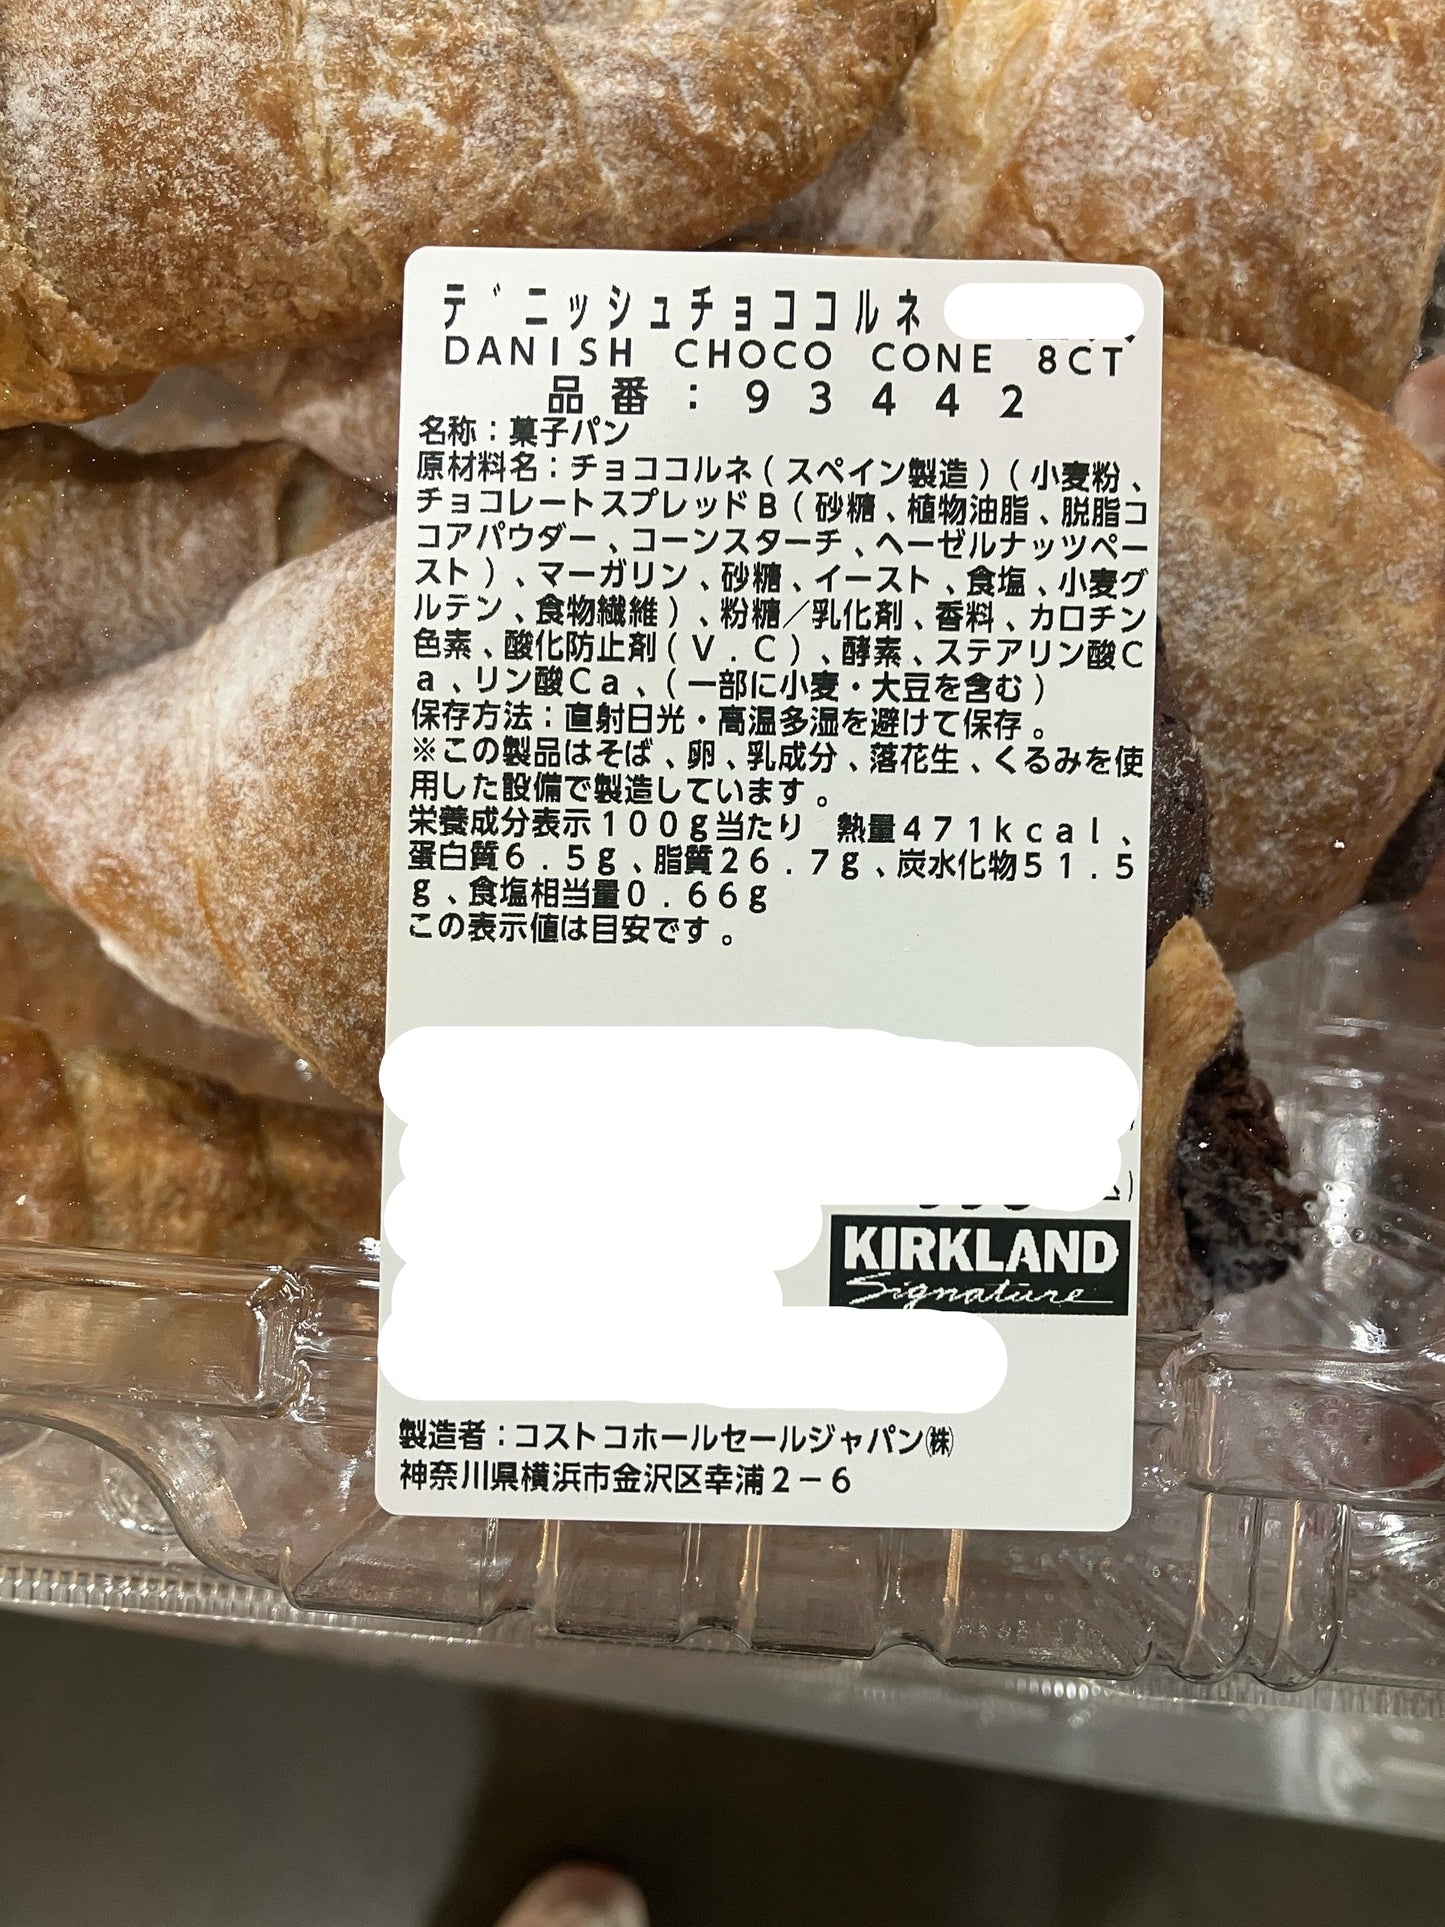 デニッシュチョココルネ
DANISH CHOCO CONE 8CT
品番:93442
名称:菓子パン
原材料名:チョココルネ(スペイン製造)(小麦粉、
チョコレートスプレッドB(砂糖、植物油脂、脱脂コ
コアパウダー、コーンスターチ、ヘーゼルナッツペー
スト)、マーガリン、砂糖、イースト、食塩、小麦グ
ルテン、食物繊維)、粉糖/乳化剤、香料、カロチン
色素、酸化防止剤(V.C)、酵素、ステアリン酸C
a、リン酸Ca、(一部に小麦・大豆を含む)
保存方法:直射日光・高温多湿を避けて保存。
※この製品はそば、卵、乳成分、落花生、くるみを使
用した設備で製造しています。
栄養成分表示100g当たり 熱量471kcal、
蛋白質6.5g、脂質26.7g、炭水化物51.5
g、食塩相当量0.66g
この表示値は目安です。
KIRKLAND
Signature
製造者:コストコホールセールジャパン㈱
神奈川県横浜市金沢区幸浦2-6